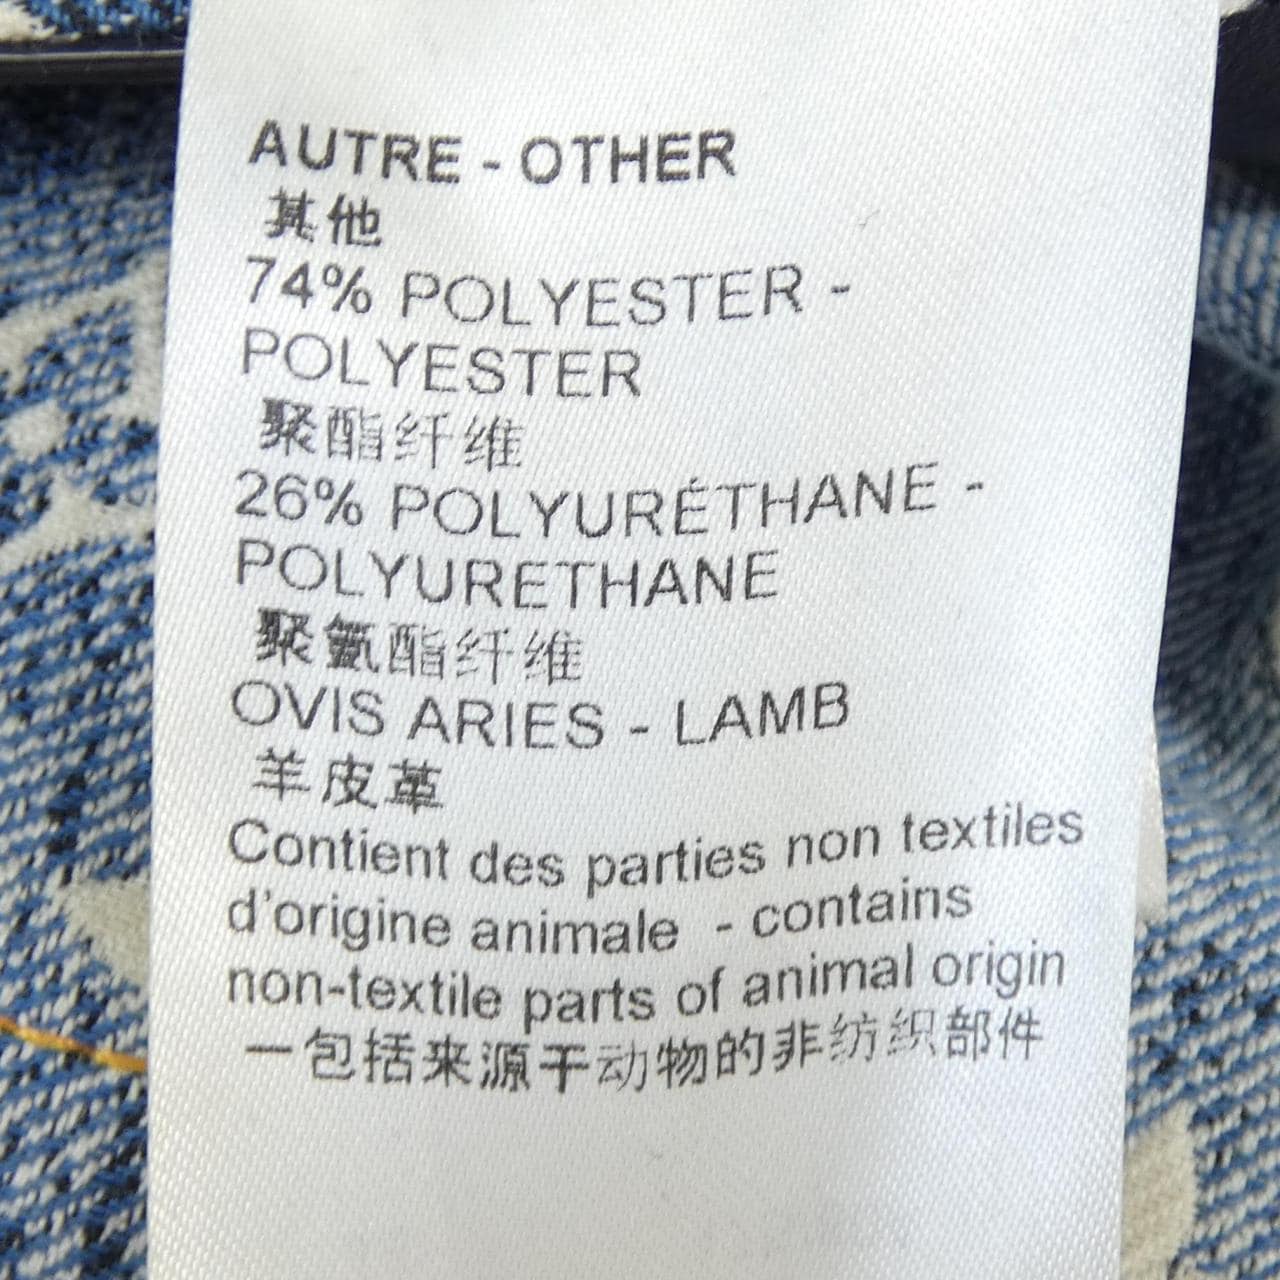 AUTRE - OTHER
其他
74% POLYESTER -
POLYESTER
聚酯纤维
26% POLYURÉTHANE -
POLYURETHANE
聚氨酯纤维
OVIS ARIES - LAMB
羊皮革
Contient des parties non textiles
d'origine animale - contains
non-textile parts of animal origin
一包括来源于动物的非纺织部件